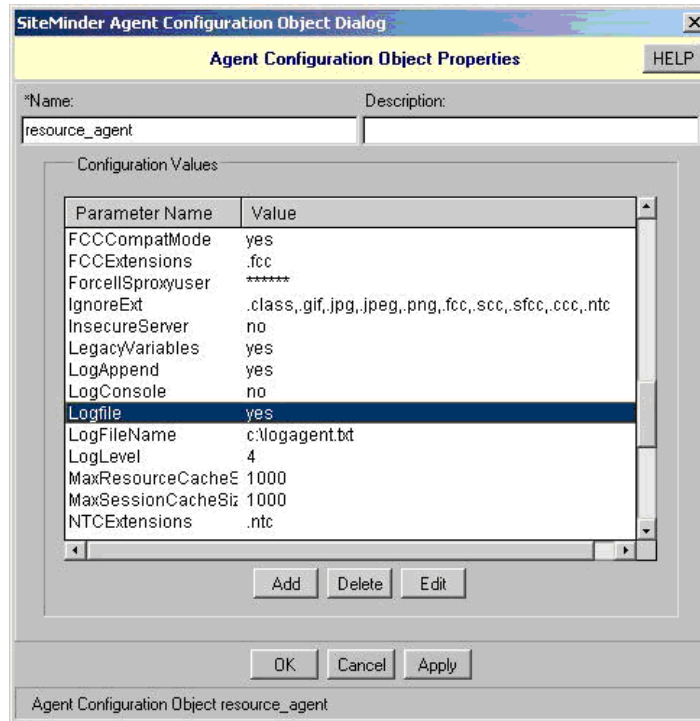 SiteMinder Agent Configuration Object Dialog
Agent Configuration Object Properties
HELP
*Name: Description:
resource_agent
Configuration Values
Parameter Name Value
FCCCompatMode yes
FCCExtensions .fcc
ForceIISproxyuser ******
IgnoreExt .class,.gif,.jpg,.jpeg,.png,.fcc,.scc,.sfcc,.ccc,.ntc
InsecureServer no
LegacyVariables yes
LogAppend yes
LogConsole no
Logfile yes
LogFileName c:\logagent.txt
LogLevel 4
MaxResourceCacheS 1000
MaxSessionCacheSiz 1000
NTCExtensions .ntc
Add Delete Edit
OK Cancel Apply
Agent Configuration Object resource_agent